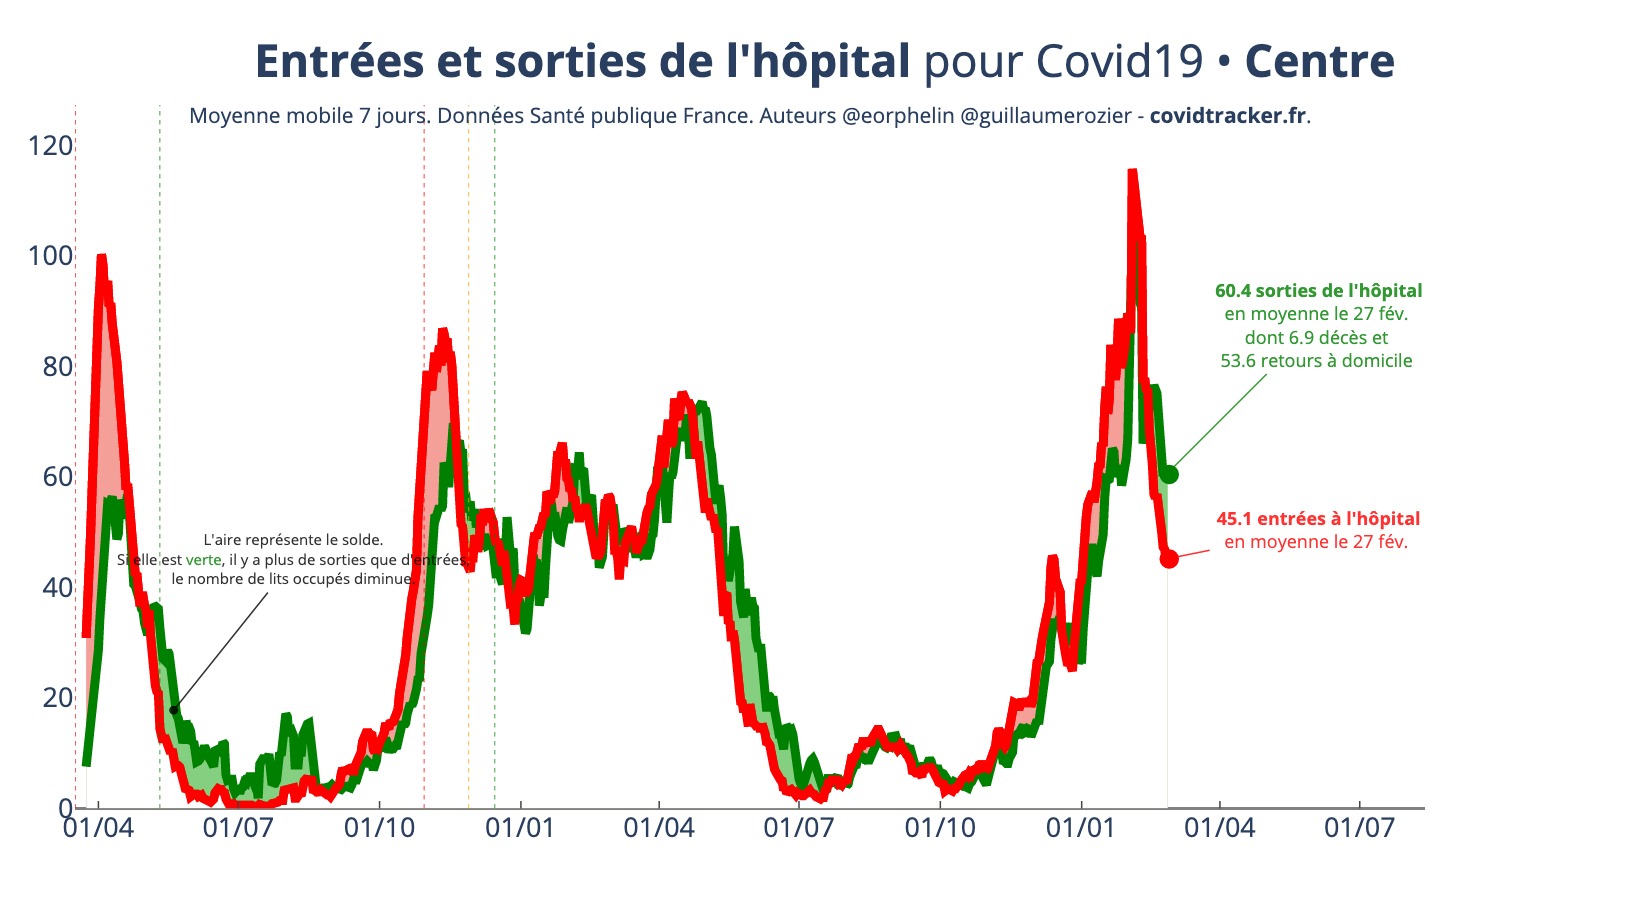 Entrées et sorties de l'hôpital pour Covid19 • Centre
Moyenne mobile 7 jours. Données Santé publique France. Auteurs @eorphelin @guillaumerozier - covidtracker.fr.
120
100
80
60
40
20
0
60.4 sorties de l'hôpital
en moyenne le 27 fév.
dont 6.9 décès et
53.6 retours à domicile
45.1 entrées à l'hôpital
en moyenne le 27 fév.
L'aire représente le solde.
Si elle est verte, il y a plus de sorties que d'entrées,
le nombre de lits occupés diminue.
01/04 01/07 01/10 01/01 01/04 01/07 01/10 01/01 01/04 01/07